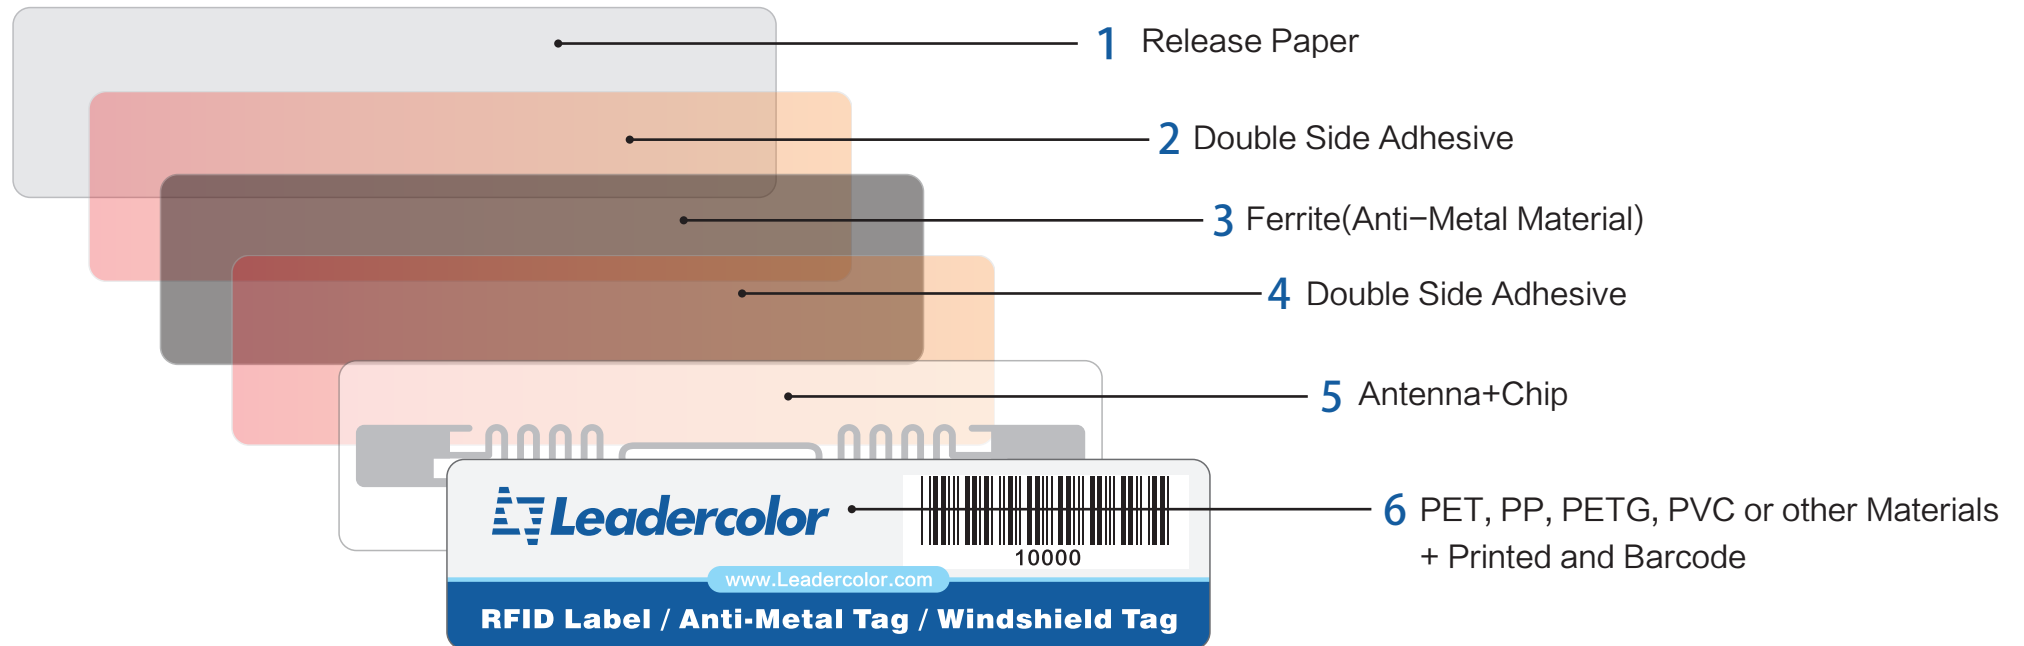 1 Release Paper
2 Double Side Adhesive
3 Ferrite(Anti-Metal Material)
4 Double Side Adhesive
5 Antenna+Chip
6 PET, PP, PETG, PVC or other Materials
+ Printed and Barcode
Leadercolor
10000
www.Leadercolor.com
RFID Label / Anti-Metal Tag / Windshield Tag